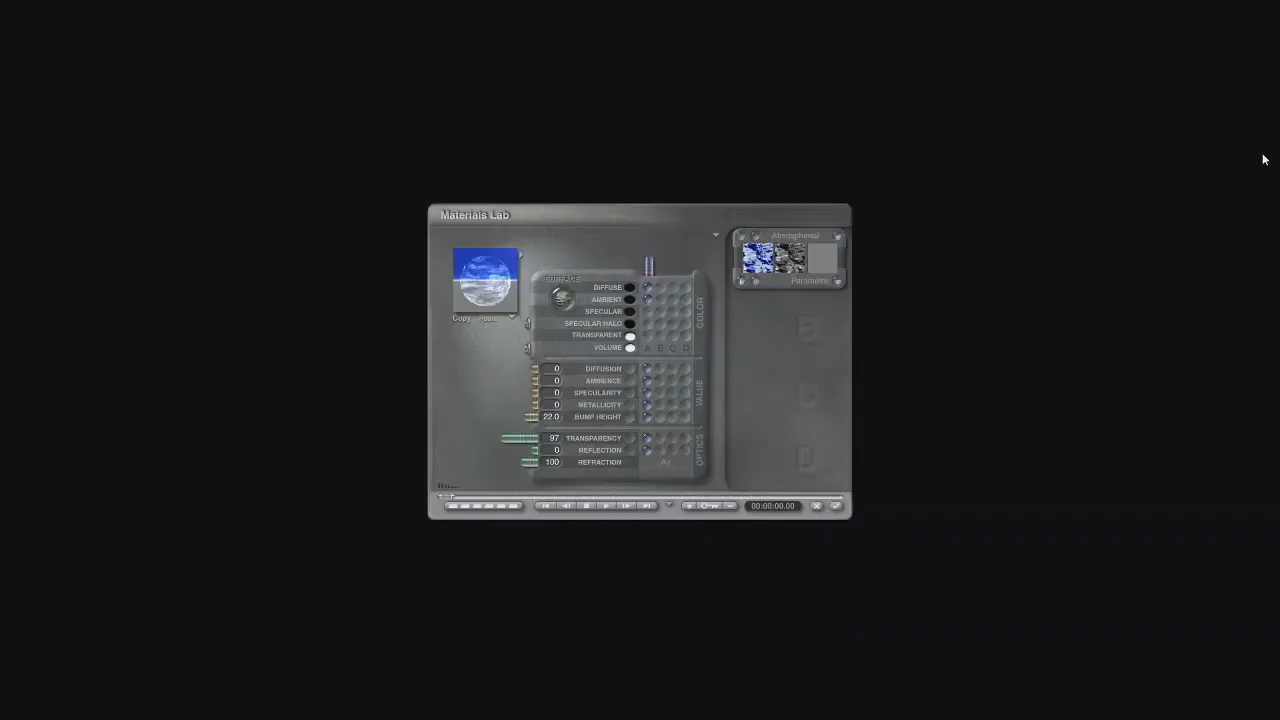 Materials Lab
Atmosphere2
Parametric
Copy Paste
SURFACE
DIFFUSE
AMBIENT
SPECULAR
SPECULAR HALO
TRANSPARENT
VOLUME
A B C D
COLOR
0 DIFFUSION
0 AMBIENCE
0 SPECULARITY
0 METALLICITY
22.0 BUMP HEIGHT
VALUE
97 TRANSPARENCY
0 REFLECTION
100 REFRACTION
Air
OPTICS
B
C
D
00:00:00.00